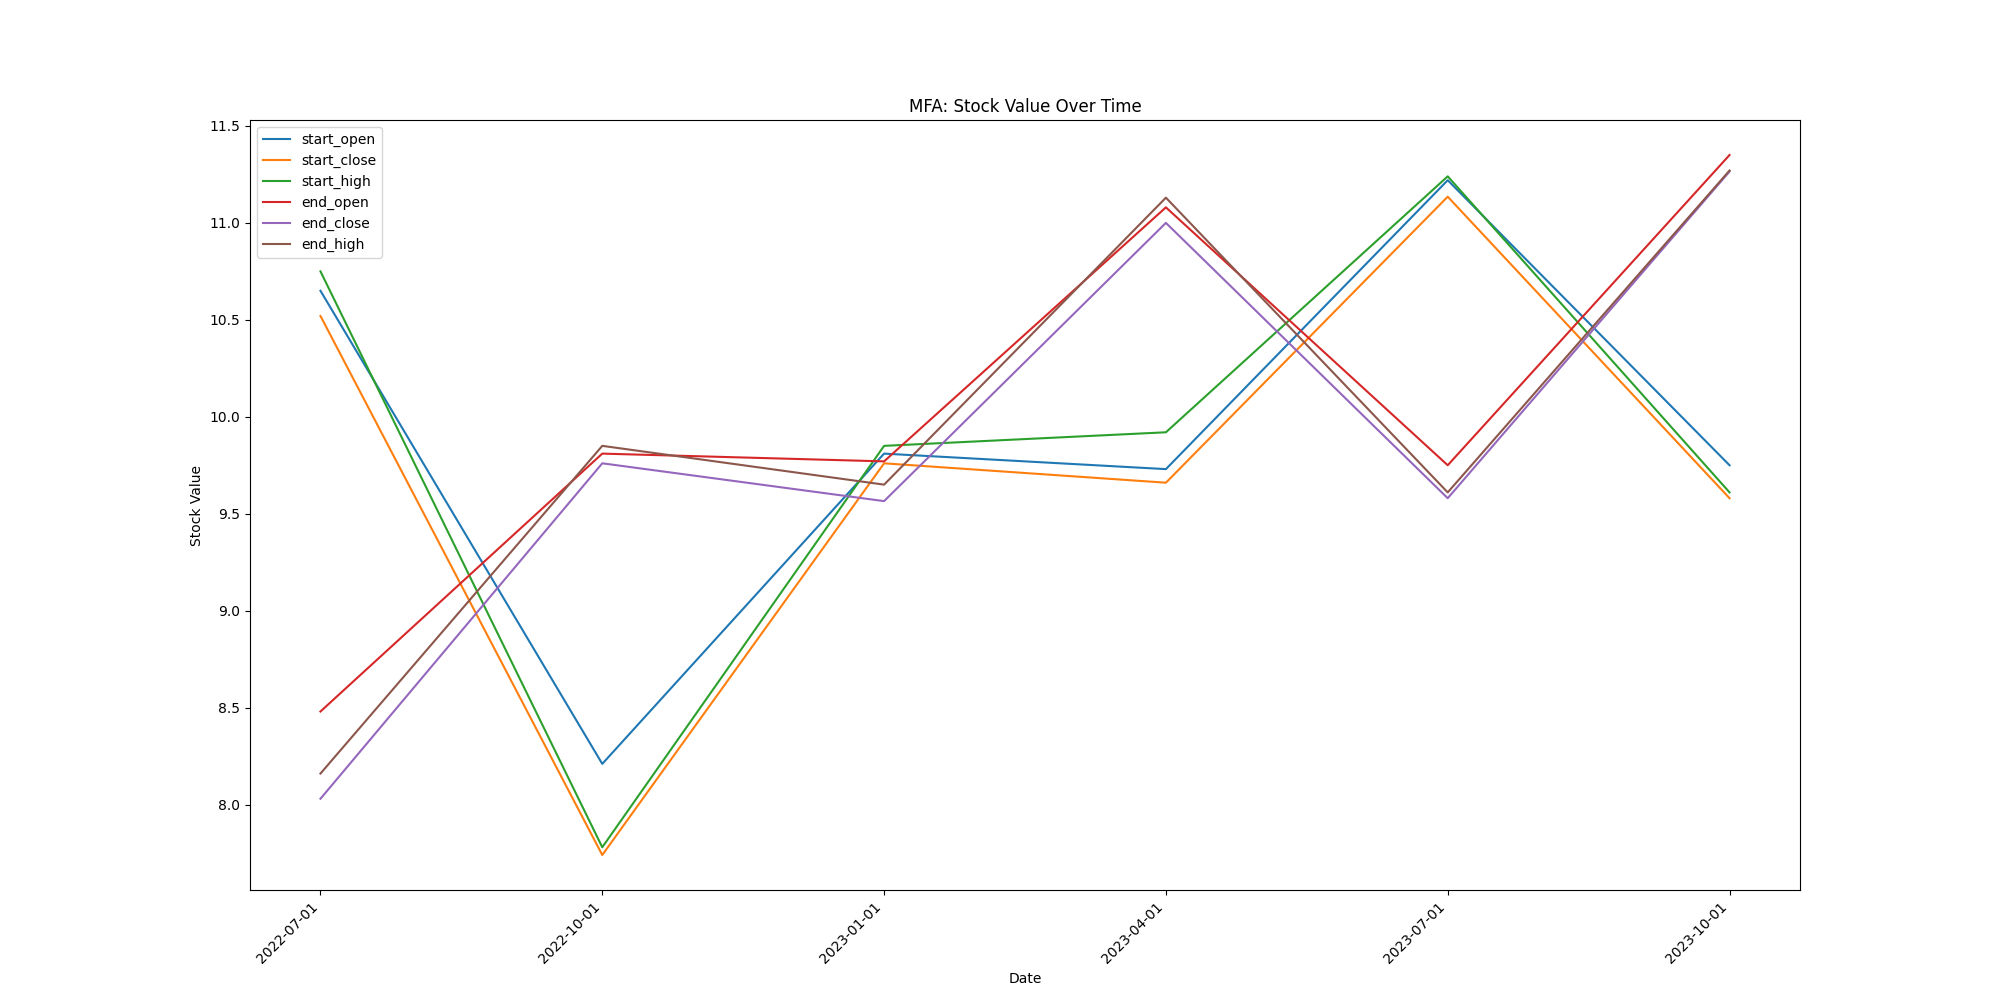 MFA: Stock Value Over Time
11.5
11.0
10.5
10.0
9.5
9.0
8.5
8.0
Stock Value
start_open
start_close
start_high
end_open
end_close
end_high
2022-07-01
2022-10-01
2023-01-01
2023-04-01
2023-07-01
2023-10-01
Date